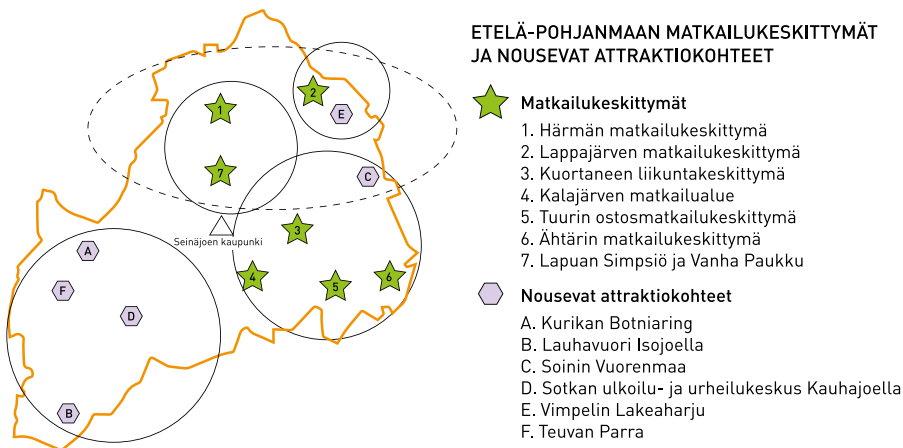 ETELÄ-POHJANMAAN MATKAILUKESKITTYMÄT
JA NOUSEVAT ATTRAKTIOKOHTEET
Matkailukeskittymät
1. Härmän matkailukeskittymä
2. Lappajärven matkailukeskittymä
3. Kuortaneen liikuntakeskittymä
4. Kalajärven matkailualue
5. Tuurin ostosmatkailukeskittymä
6. Ähtärin matkailukeskittymä
7. Lapuan Simpsiö ja Vanha Paukku
Nousevat attraktiokohteet
A. Kurikan Botniaring
B. Lauhavuori Isojoella
C. Soinin Vuorenmaa
D. Sotkan ulkoilu- ja urheilukeskus Kauhajoella
E. Vimpelin Lakeaharju
F. Teuvan Parra
1
2
E
7
C
3
Seinäjoen kaupunki
A
4
5
6
F
D
B